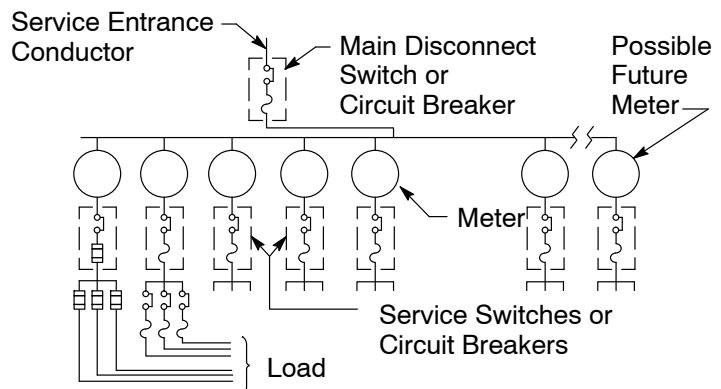 Service Entrance
Conductor
Main Disconnect
Switch or
Circuit Breaker
Possible
Future
Meter
Meter
Service Switches or
Circuit Breakers
Load